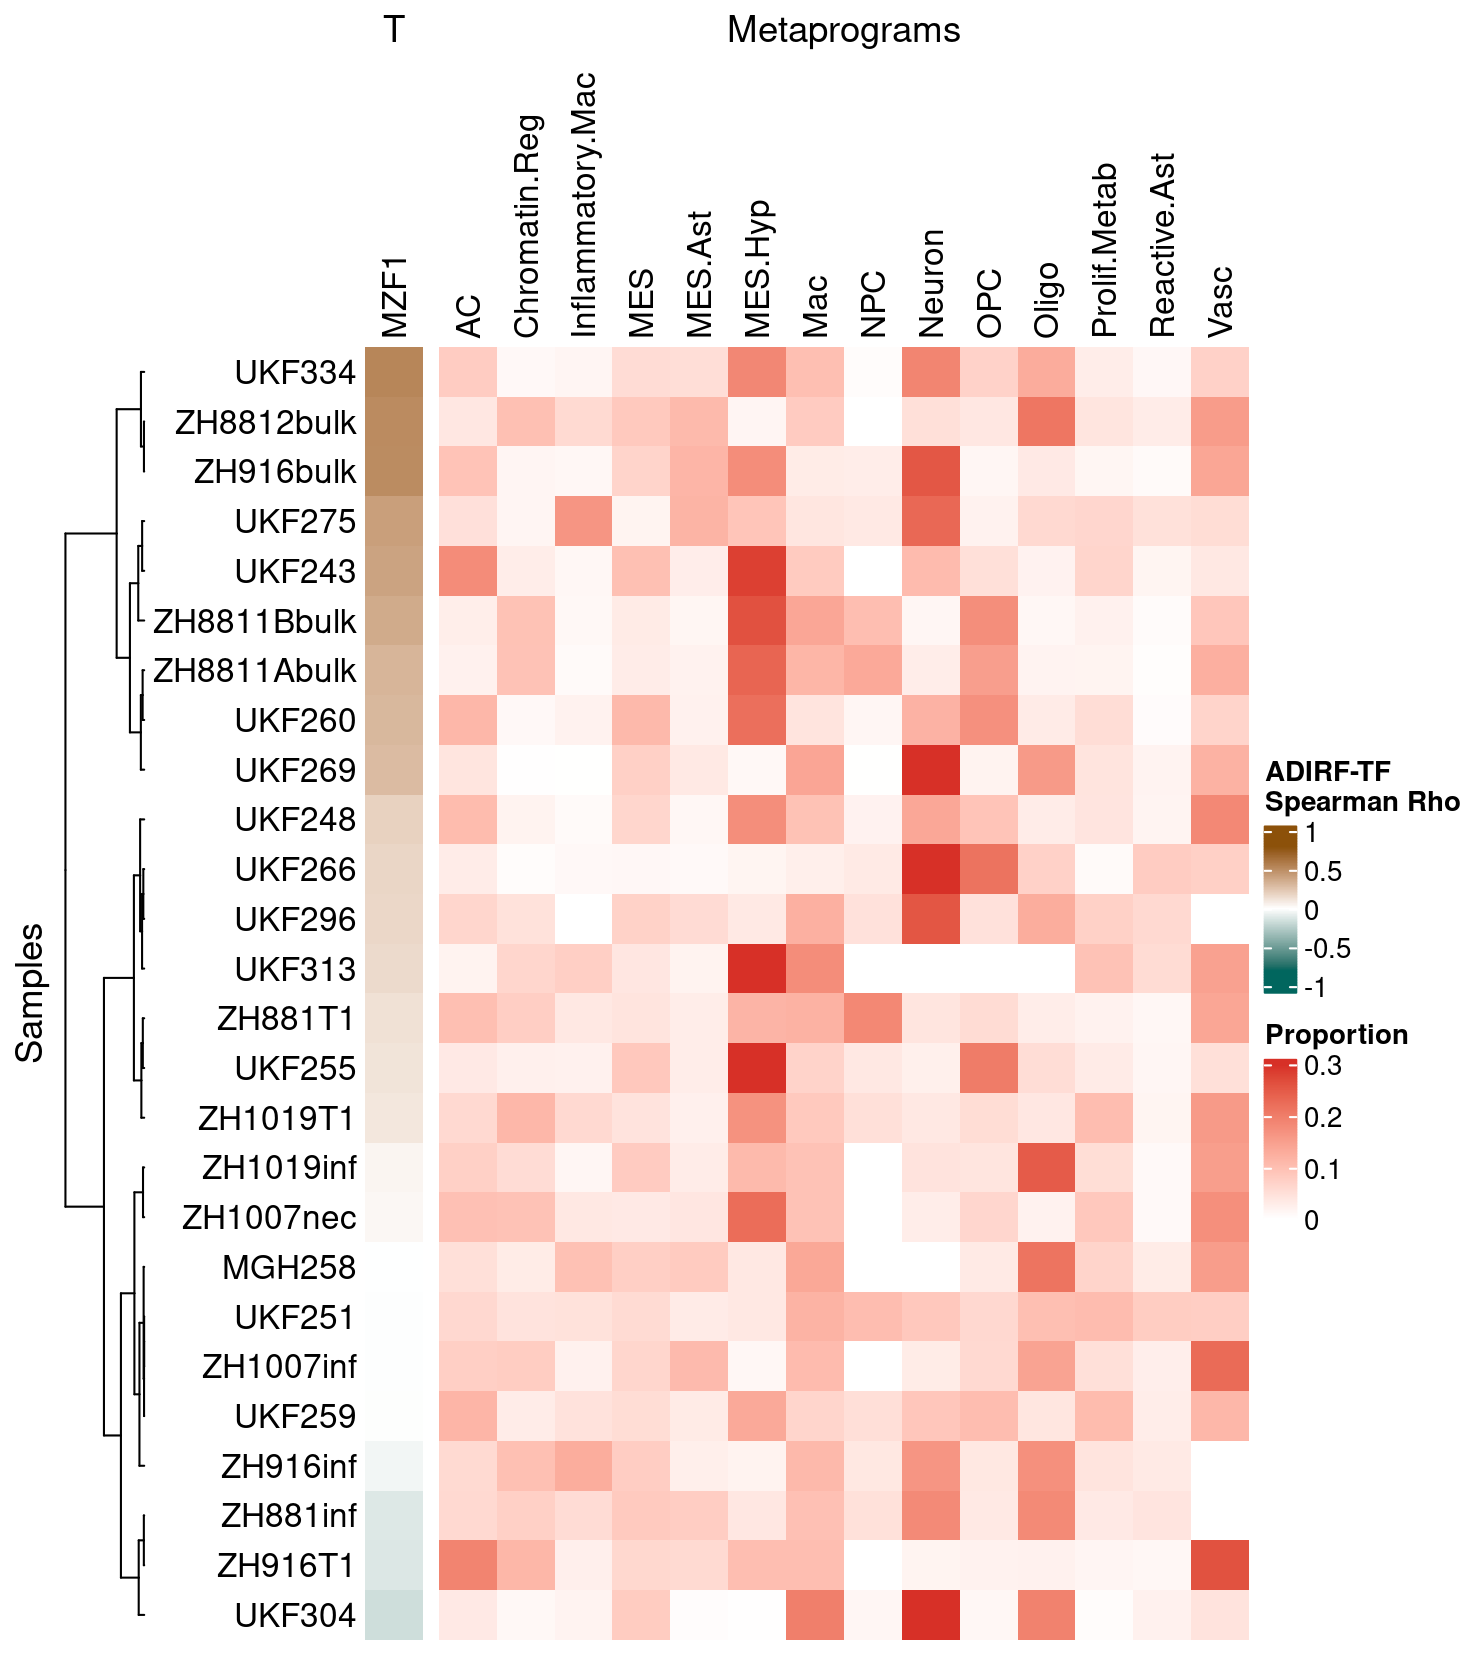 T
Metaprograms
MZF1
AC
Chromatin.Reg
Inflammatory.Mac
MES
MES.Ast
MES.Hyp
Mac
NPC
Neuron
OPC
Oligo
Prolif.Metab
Reactive.Ast
Vasc
Samples
UKF334
ZH8812bulk
ZH916bulk
UKF275
UKF243
ZH8811Bbulk
ZH8811Abulk
UKF260
UKF269
UKF248
UKF266
UKF296
UKF313
ZH881T1
UKF255
ZH1019T1
ZH1019inf
ZH1007nec
MGH258
UKF251
ZH1007inf
UKF259
ZH916inf
ZH881inf
ZH916T1
UKF304
ADIRF-TF
Spearman Rho
1
0.5
0
-0.5
-1
Proportion
0.3
0.2
0.1
0